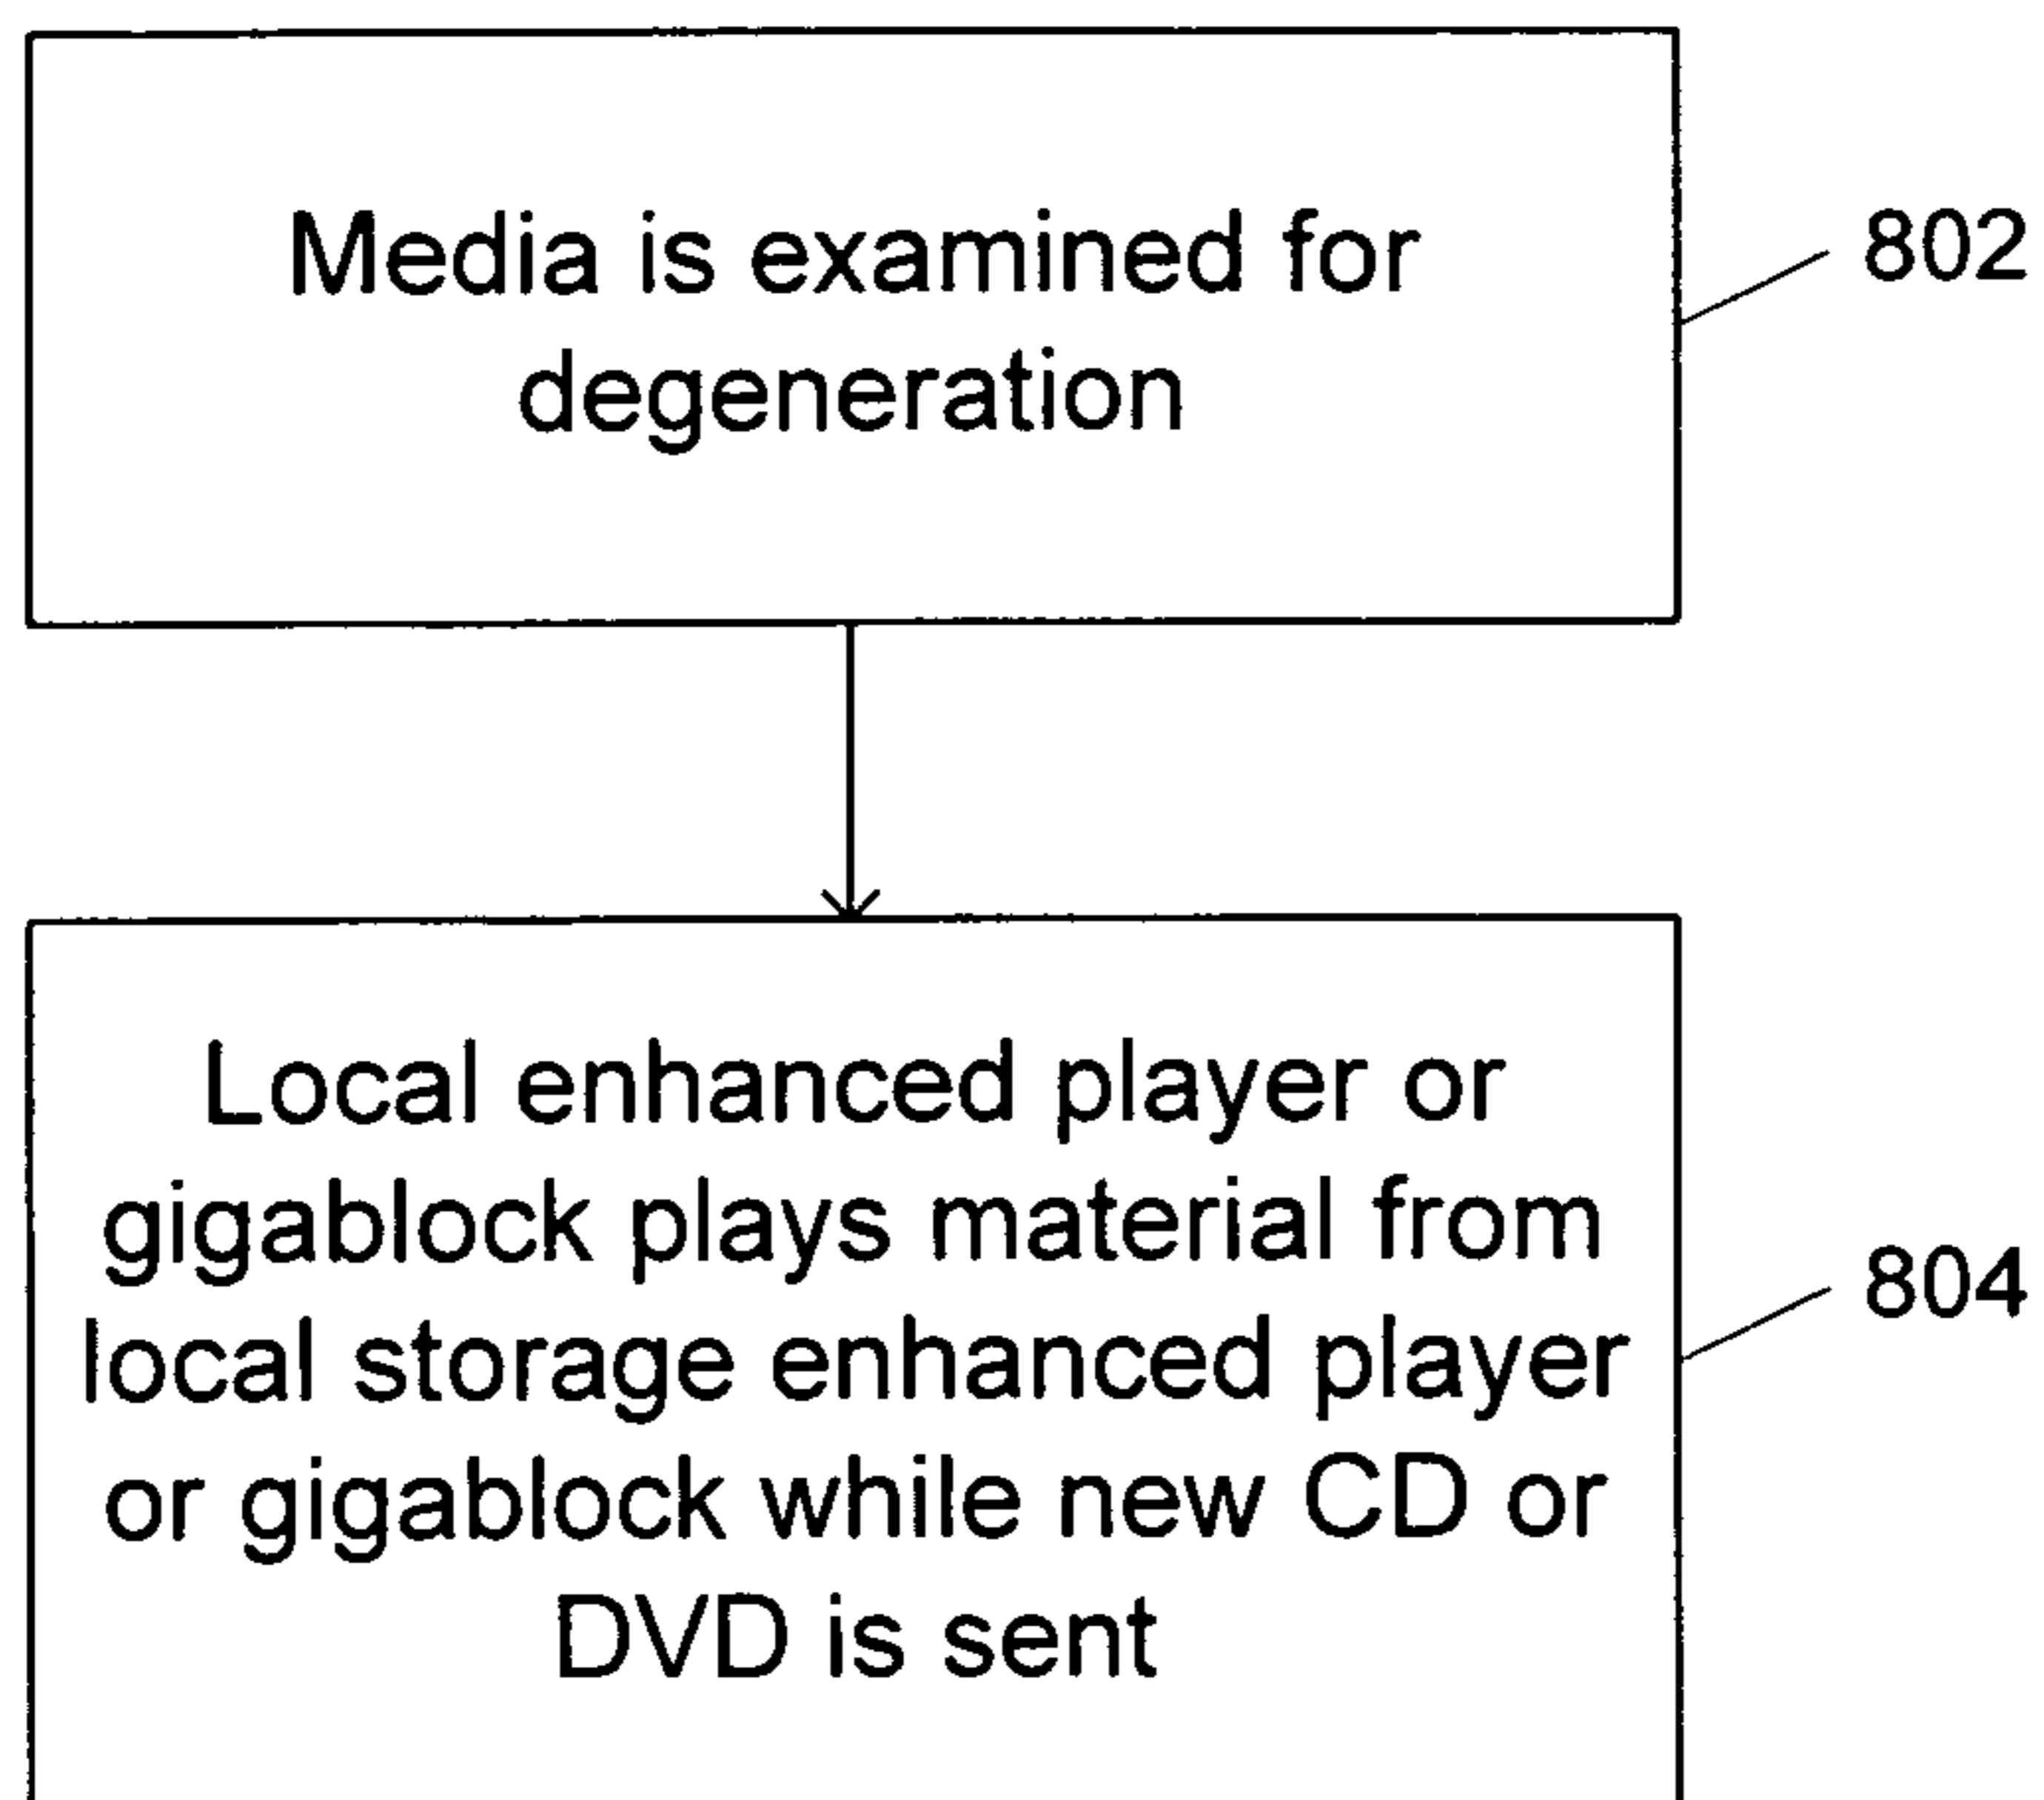 Media is examined for
degeneration
802
Local enhanced player or
gigablock plays material from
local storage enhanced player
or gigablock while new CD or
DVD is sent
804